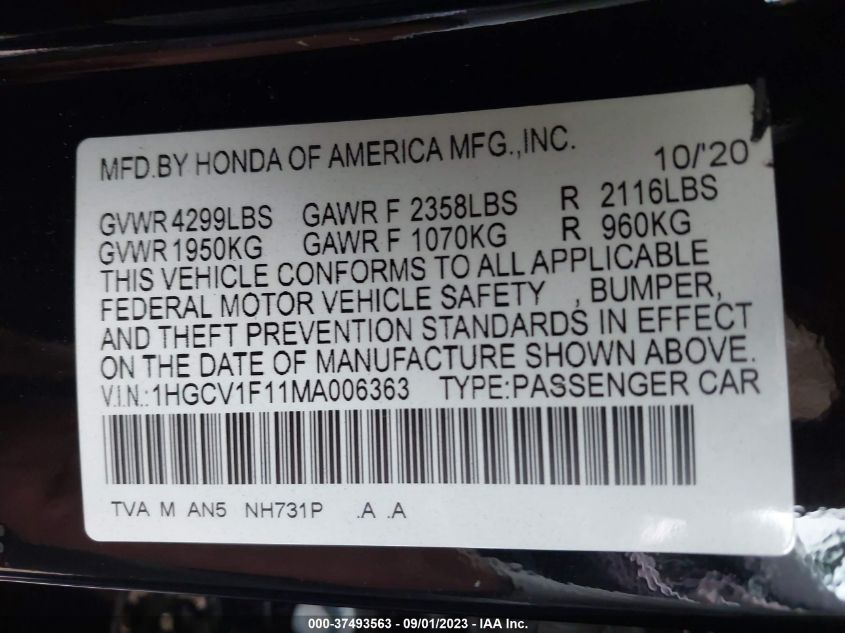 MFD.BY HONDA OF AMERICA MFG.,INC. 10/'20
GVWR 4299LBS GAWR F 2358LBS R 2116LBS
GVWR 1950KG GAWR F 1070KG R 960KG
THIS VEHICLE CONFORMS TO ALL APPLICABLE
FEDERAL MOTOR VEHICLE SAFETY , BUMPER,
AND THEFT PREVENTION STANDARDS IN EFFECT
ON THE DATE OF MANUFACTURE SHOWN ABOVE.
V.I.N.:1HGCV1F11MA006363 TYPE:PASSENGER CAR
TVA M AN5 NH731P .A .A
000-37493563 - 09/01/2023 - © IAA Inc.